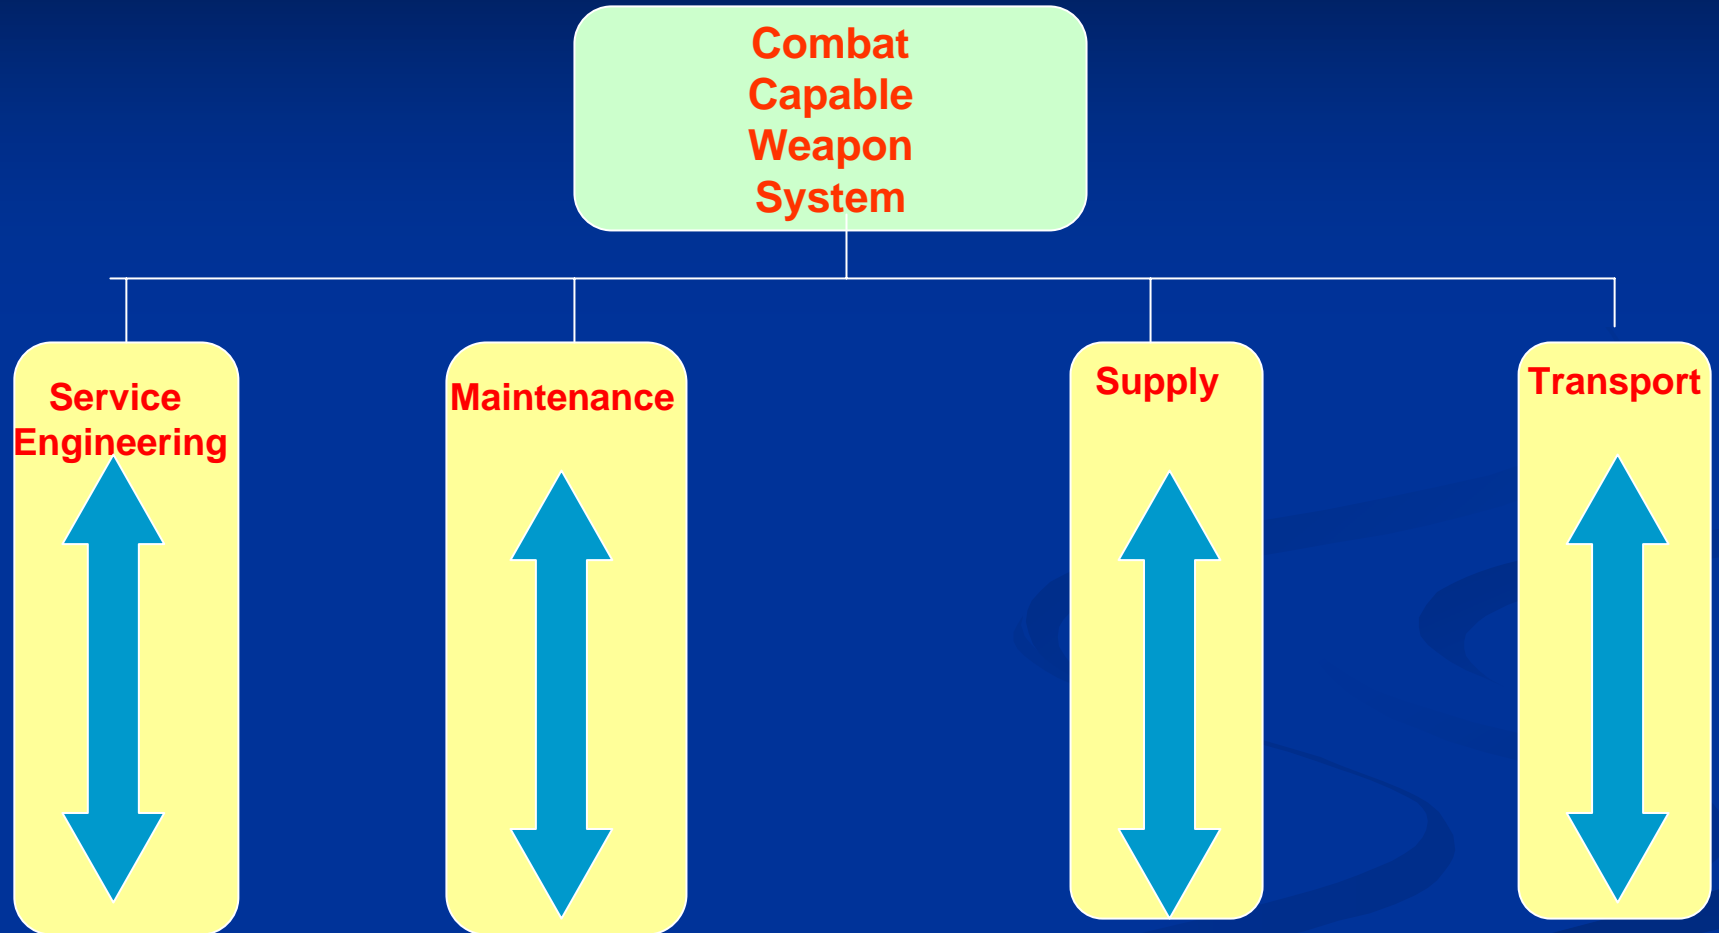 Combat
Capable
Weapon
System
Service
Engineering
Maintenance
Supply
Transport